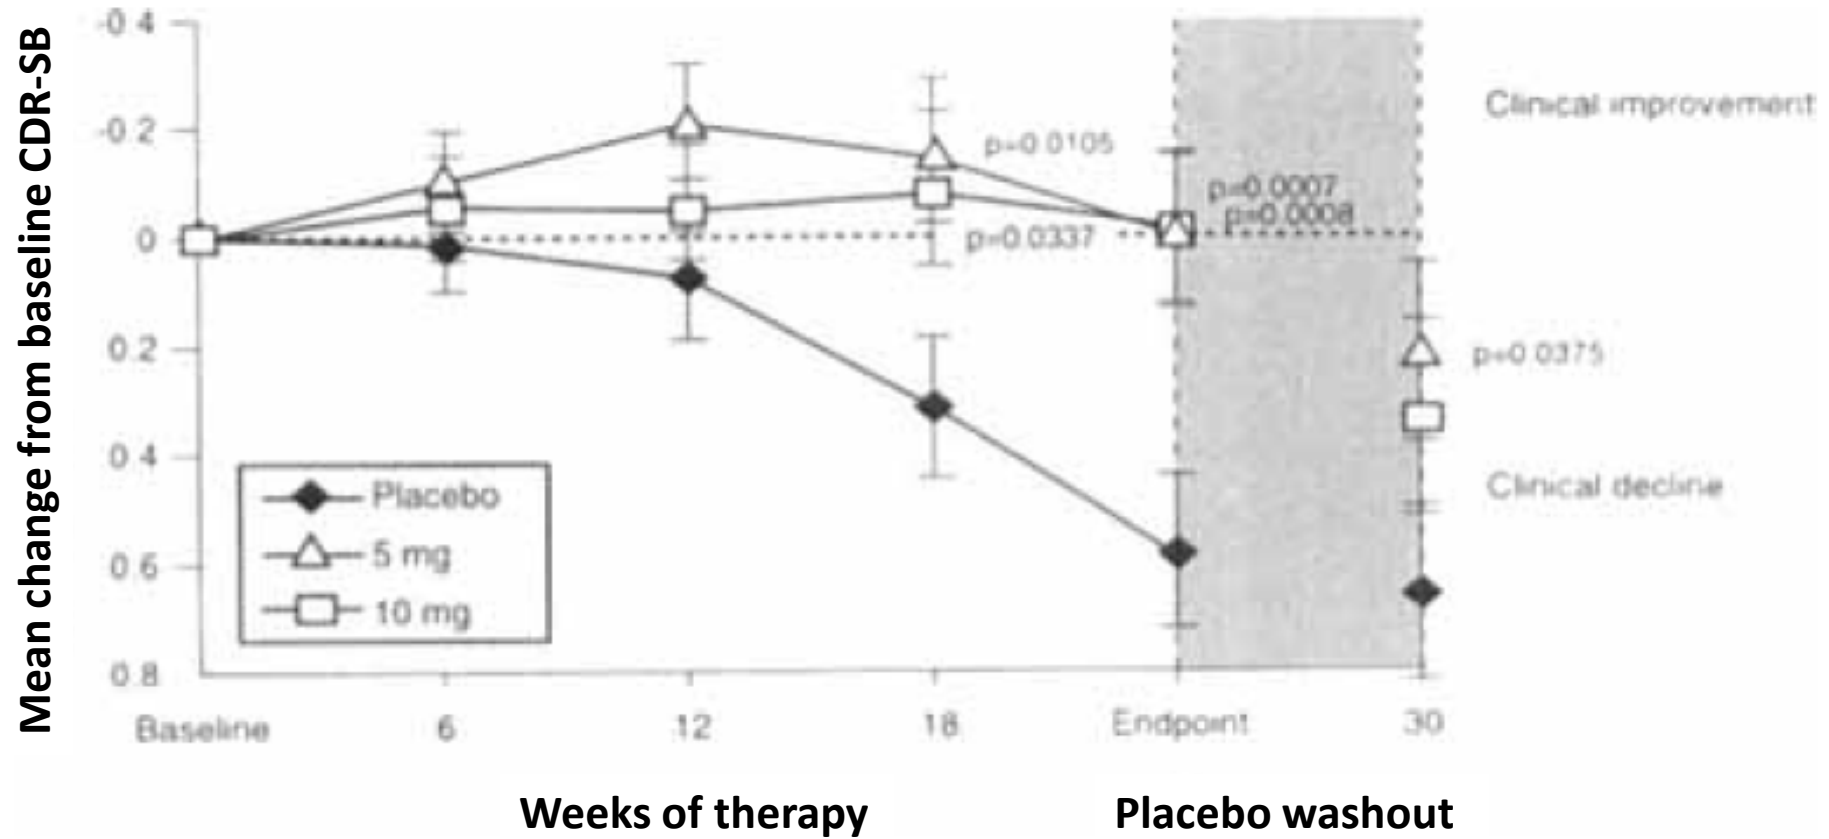 Mean change from baseline CDR-SB
-0 4
-0 2
0
0 2
0 4
0 6
0 8
Clinical improvement
p=0 0105
p=0.0007
p=0.0008
p=0.0337
p=0 0375
Clinical decline
Placebo
5 mg
10 mg
Baseline 6 12 18 Endpoint 30
Weeks of therapy Placebo washout